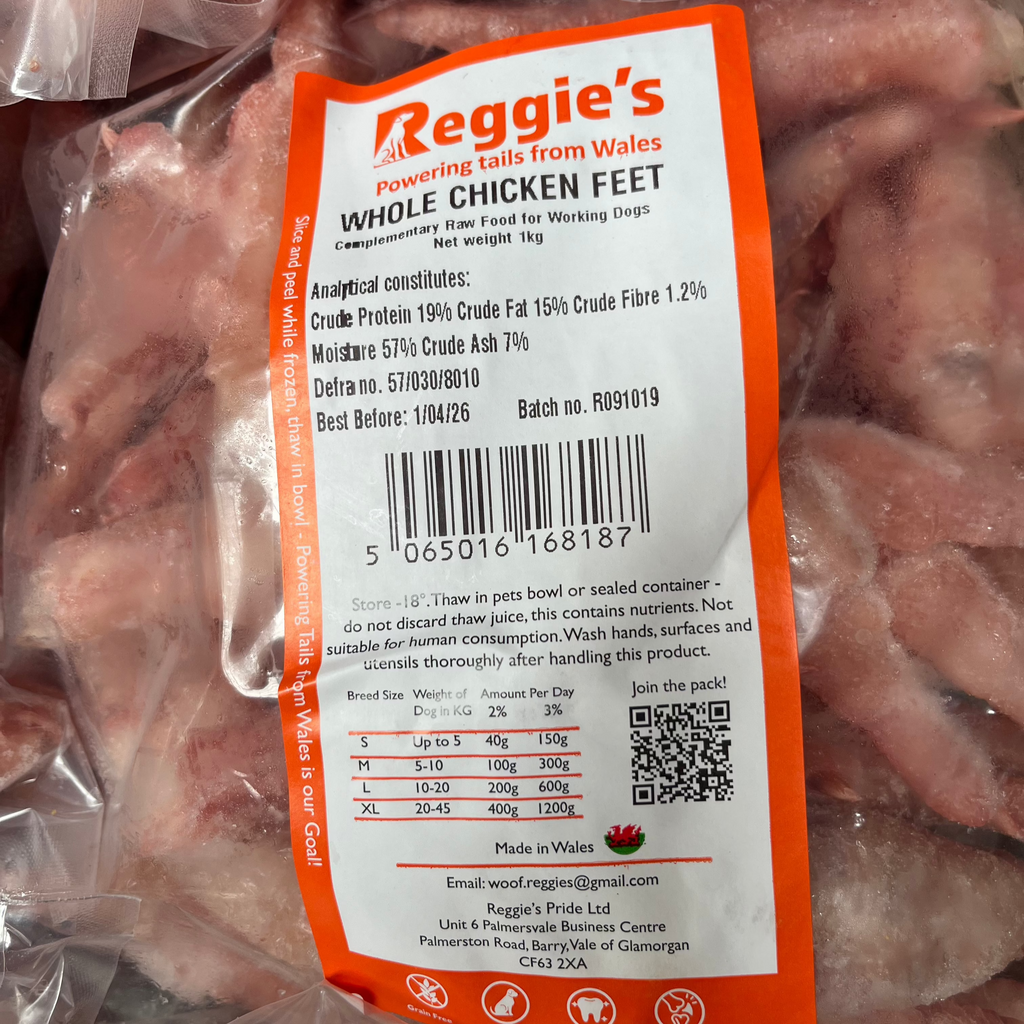 Reggie's
Powering tails from Wales
WHOLE CHICKEN FEET
Complementary Raw Food for Working Dogs
Net weight 1kg
Analytical constitutes:
Crude Protein 19% Crude Fat 15% Crude Fibre 1.2%
Moisture 57% Crude Ash 7%
Defra no. 57/030/8010
Best Before: 1/04/26 Batch no. R091019
5 065016 168187
Store -18°. Thaw in pets bowl or sealed container -
do not discard thaw juice, this contains nutrients. Not
suitable for human consumption. Wash hands, surfaces and
utensils thoroughly after handling this product.
Breed Size Weight of Amount Per Day
Dog in KG 2% 3%
S Up to 5 40g 150g
M 5-10 100g 300g
L 10-20 200g 600g
XL 20-45 400g 1200g
Join the pack!
Made in Wales
Email: woof.reggies@gmail.com
Reggie's Pride Ltd
Unit 6 Palmersvale Business Centre
Palmerston Road, Barry, Vale of Glamorgan
CF63 2XA
Grain Free
Slice and peel while frozen, thaw in bowl - Powering Tails from Wales is our Goal!